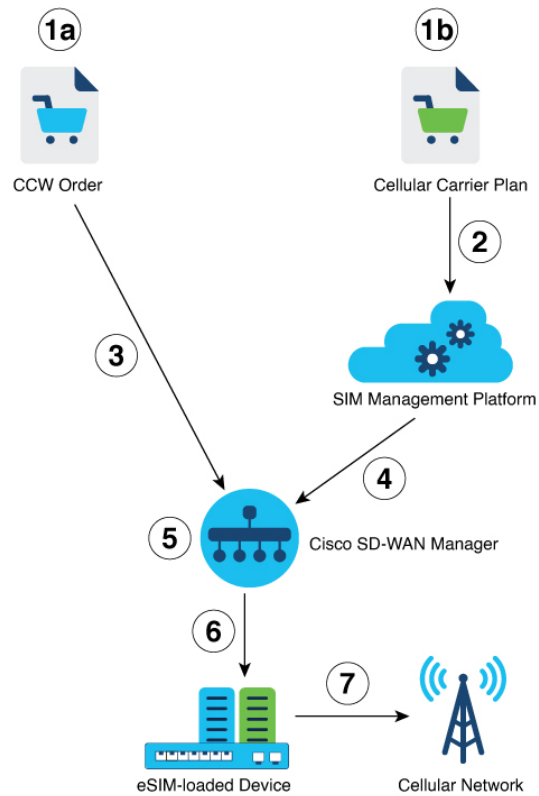 1a
1b
CCW Order
Cellular Carrier Plan
2
3
SIM Management Platform
4
5
Cisco SD-WAN Manager
6
7
eSIM-loaded Device
Cellular Network